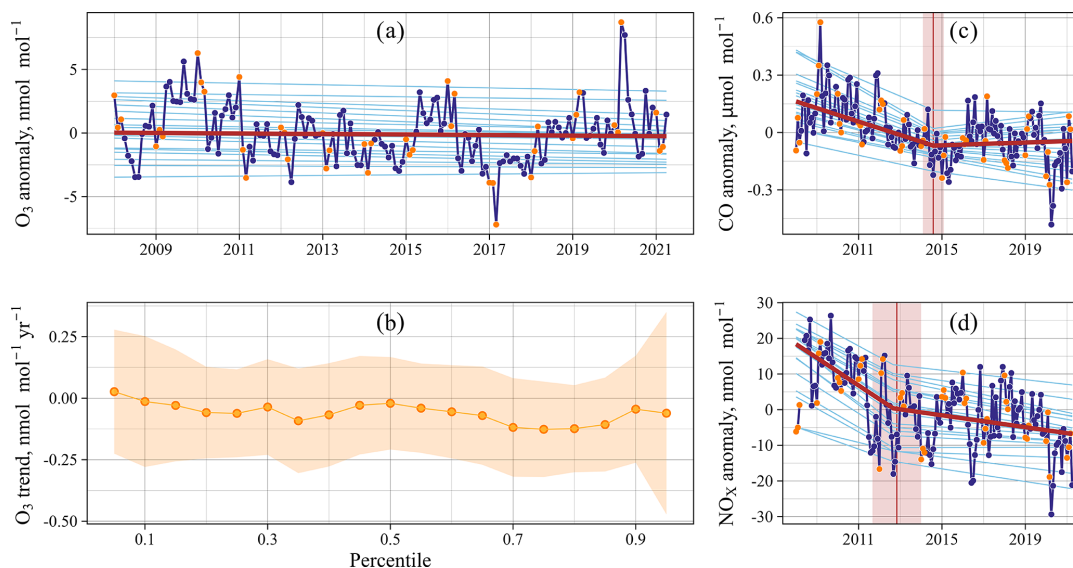 (a)
O₃ anomaly, nmol mol⁻¹
5
0
-5
2009 2011 2013 2015 2017 2019 2021
(c)
CO anomaly, μmol mol⁻¹
0.6
0.3
0
-0.3
2011 2015 2019
(b)
O₃ trend, nmol mol⁻¹ yr⁻¹
0.25
0.00
-0.25
-0.50
0.1 0.3 0.5 0.7 0.9
Percentile
(d)
NOₓ anomaly, nmol mol⁻¹
30
20
10
0
-10
-20
-30
2011 2015 2019